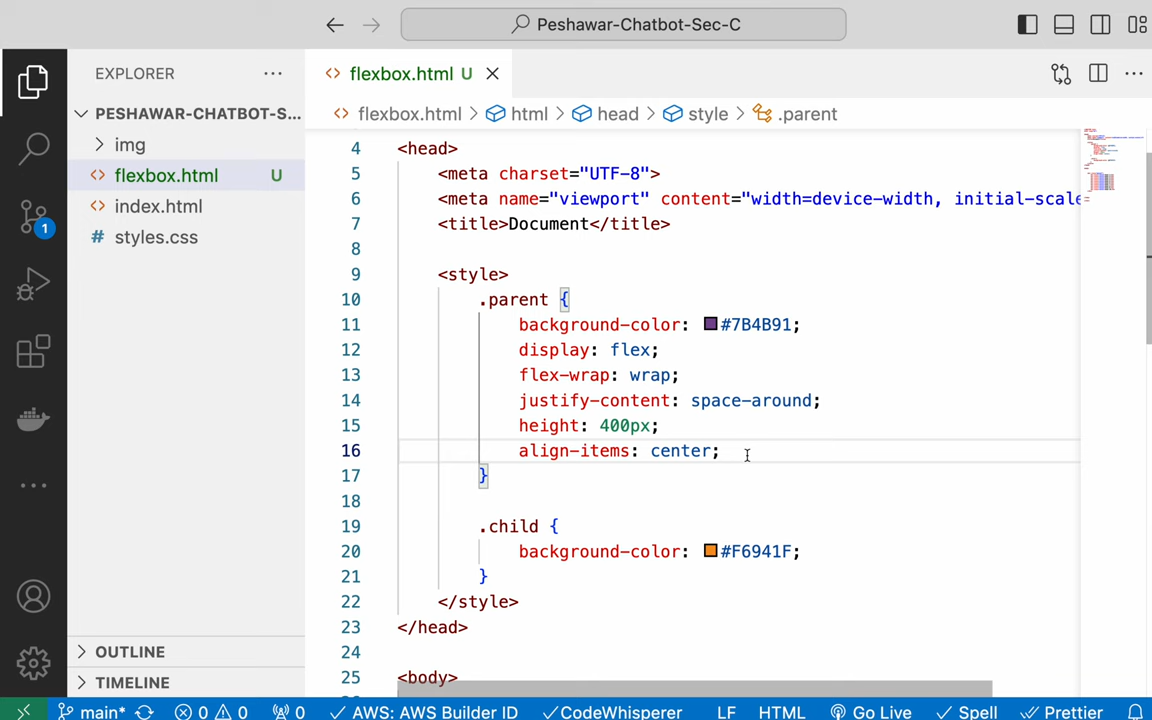 Peshawar-Chatbot-Sec-C
EXPLORER
PESHAWAR-CHATBOT-S...
img
flexbox.html U
index.html
# styles.css
OUTLINE
TIMELINE
flexbox.html U
flexbox.html > html > head > style > .parent
4 <head>
5 <meta charset="UTF-8">
6 <meta name="viewport" content="width=device-width, initial-scale
7 <title>Document</title>
8
9 <style>
10 .parent {
11 background-color: #7B4B91;
12 display: flex;
13 flex-wrap: wrap;
14 justify-content: space-around;
15 height: 400px;
16 align-items: center;
17 }
18
19 .child {
20 background-color: #F6941F;
21 }
22 </style>
23 </head>
24
25 <body>
1
main* 0 0 0 AWS: AWS Builder ID CodeWhisperer LF HTML Go Live Spell Prettier